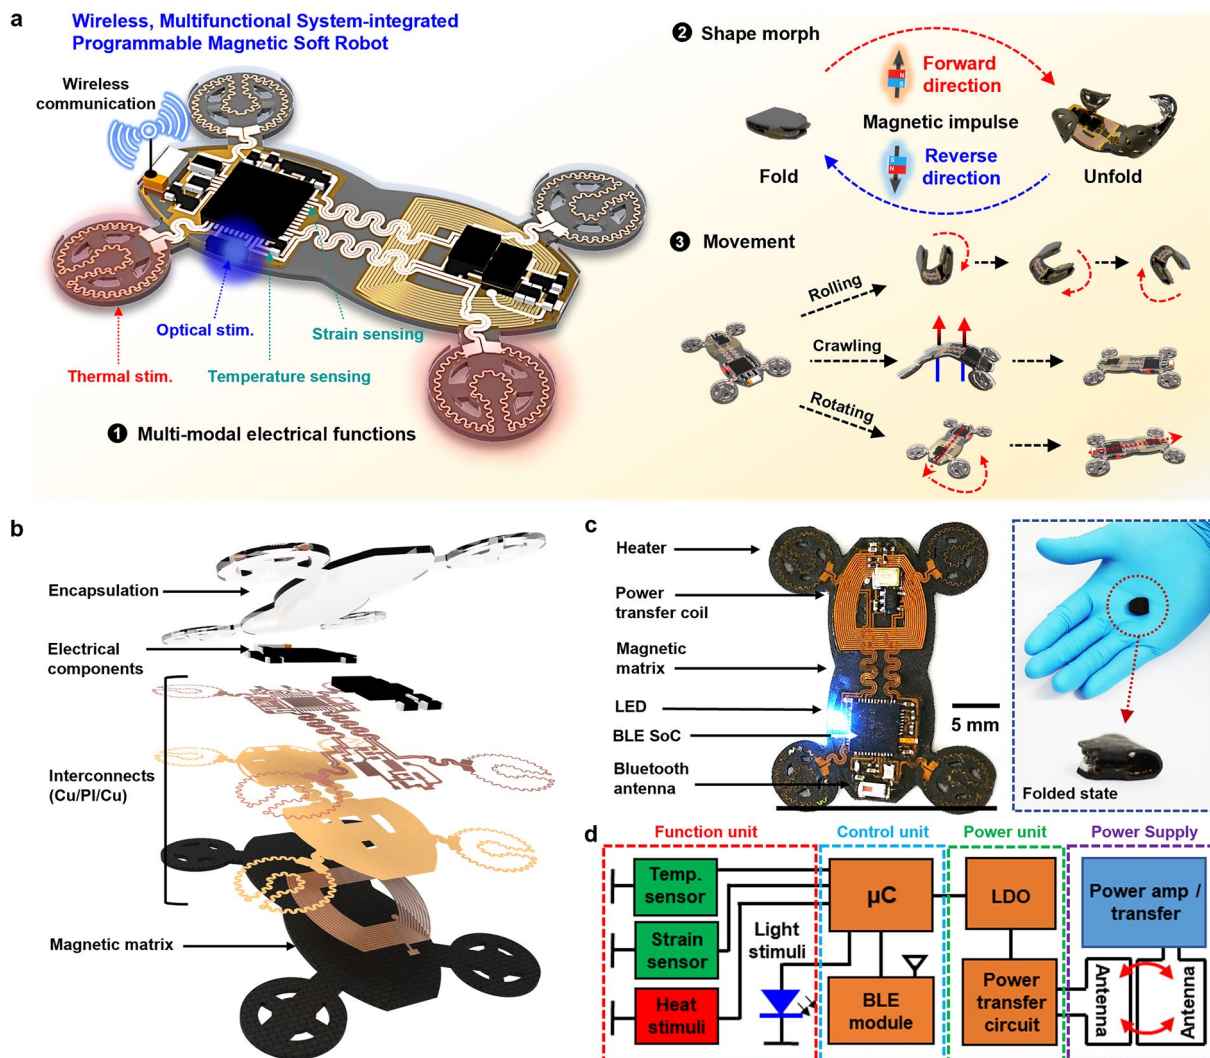 a
Wireless, Multifunctional System-integrated
Programmable Magnetic Soft Robot
Wireless
communication
Optical stim.
Strain sensing
Thermal stim.
Temperature sensing
1 Multi-modal electrical functions
2 Shape morph
N
S
Forward
direction
Magnetic impulse
S
N
Reverse
direction
Fold
Unfold
3 Movement
Rolling
Crawling
Rotating
b
Encapsulation
Electrical
components
Interconnects
(Cu/PI/Cu)
Magnetic matrix
c
Heater
Power
transfer coil
Magnetic
matrix
LED
BLE SoC
Bluetooth
antenna
5 mm
Folded state
d
Function unit
Control unit
Power unit
Power Supply
Temp.
sensor
Strain
sensor
Heat
stimuli
Light
stimuli
µC
BLE
module
LDO
Power
transfer
circuit
Power amp /
transfer
Antenna
Antenna